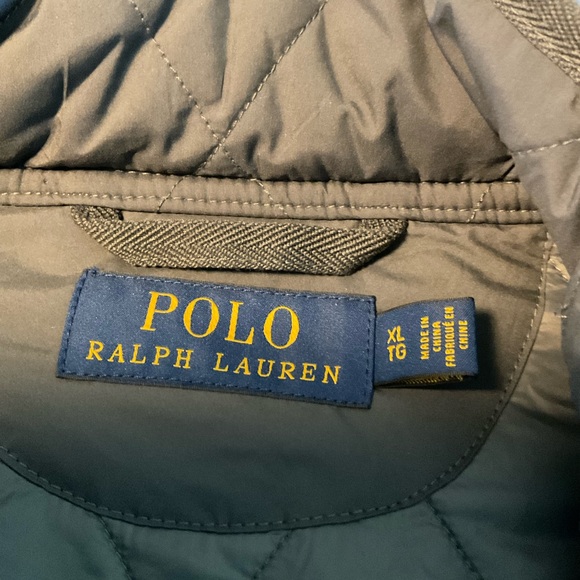 POLO
RALPH LAUREN
XL
TG
MADE IN
CHINA
FABRIQUÉ EN
CHINE